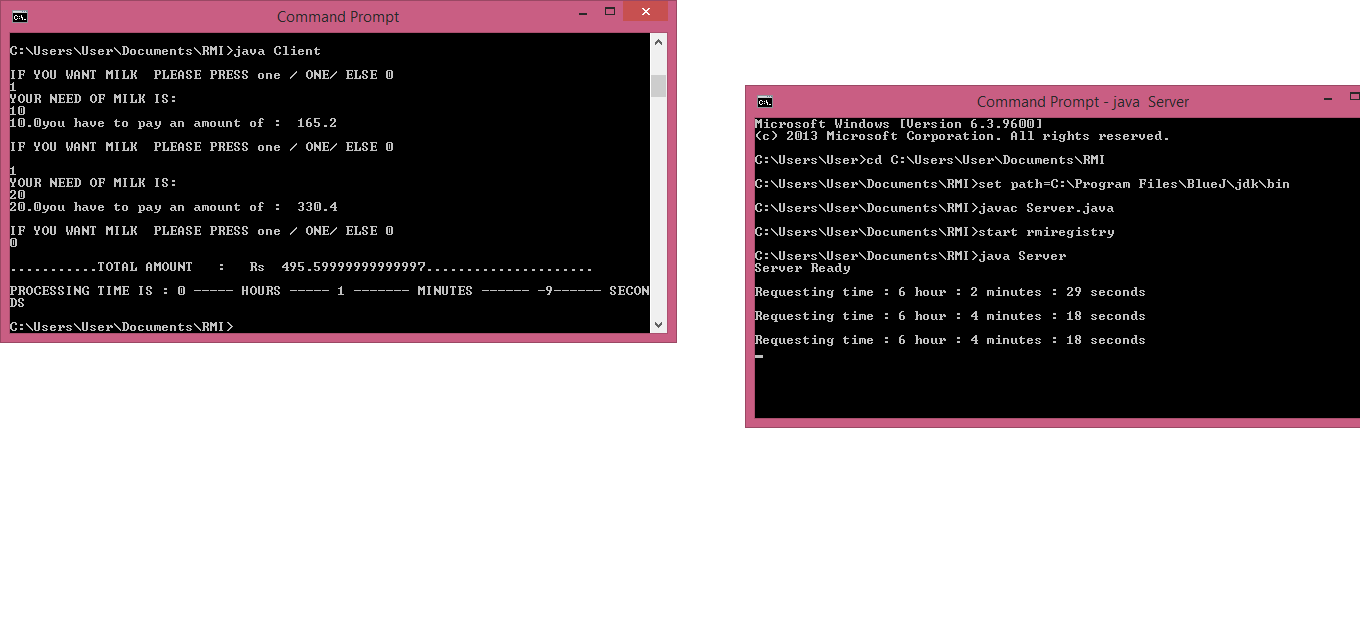 Command Prompt
C:\Users\User\Documents\RMI>java Client
IF YOU WANT MILK  PLEASE PRESS one / ONE/ ELSE 0
1
YOUR NEED OF MILK IS:
10
10.0you have to pay an amount of :  165.2
IF YOU WANT MILK  PLEASE PRESS one / ONE/ ELSE 0
1
YOUR NEED OF MILK IS:
20
20.0you have to pay an amount of :  330.4
IF YOU WANT MILK  PLEASE PRESS one / ONE/ ELSE 0
0
...........TOTAL AMOUNT   :   Rs  495.59999999999997.....................
PROCESSING TIME IS : 0 ----- HOURS ----- 1 ------- MINUTES ------ -9------ SECON
DS
C:\Users\User\Documents\RMI>
Command Prompt - java  Server
Microsoft Windows [Version 6.3.9600]
(c) 2013 Microsoft Corporation. All rights reserved.
C:\Users\User>cd C:\Users\User\Documents\RMI
C:\Users\User\Documents\RMI>set path=C:\Program Files\BlueJ\jdk\bin
C:\Users\User\Documents\RMI>javac Server.java
C:\Users\User\Documents\RMI>start rmiregistry
C:\Users\User\Documents\RMI>java Server
Server Ready
Requesting time : 6 hour : 2 minutes : 29 seconds
Requesting time : 6 hour : 4 minutes : 18 seconds
Requesting time : 6 hour : 4 minutes : 18 seconds